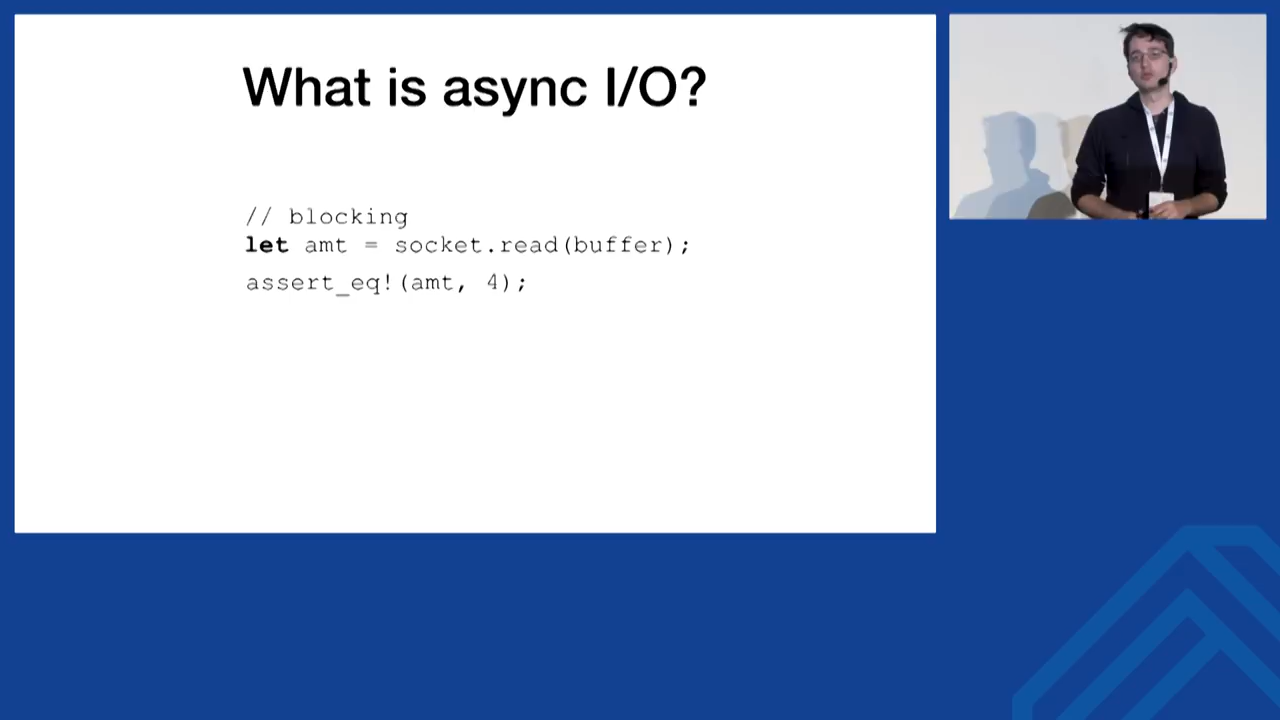 What is async I/O?
// blocking
let amt = socket.read(buffer);
assert_eq!(amt, 4);